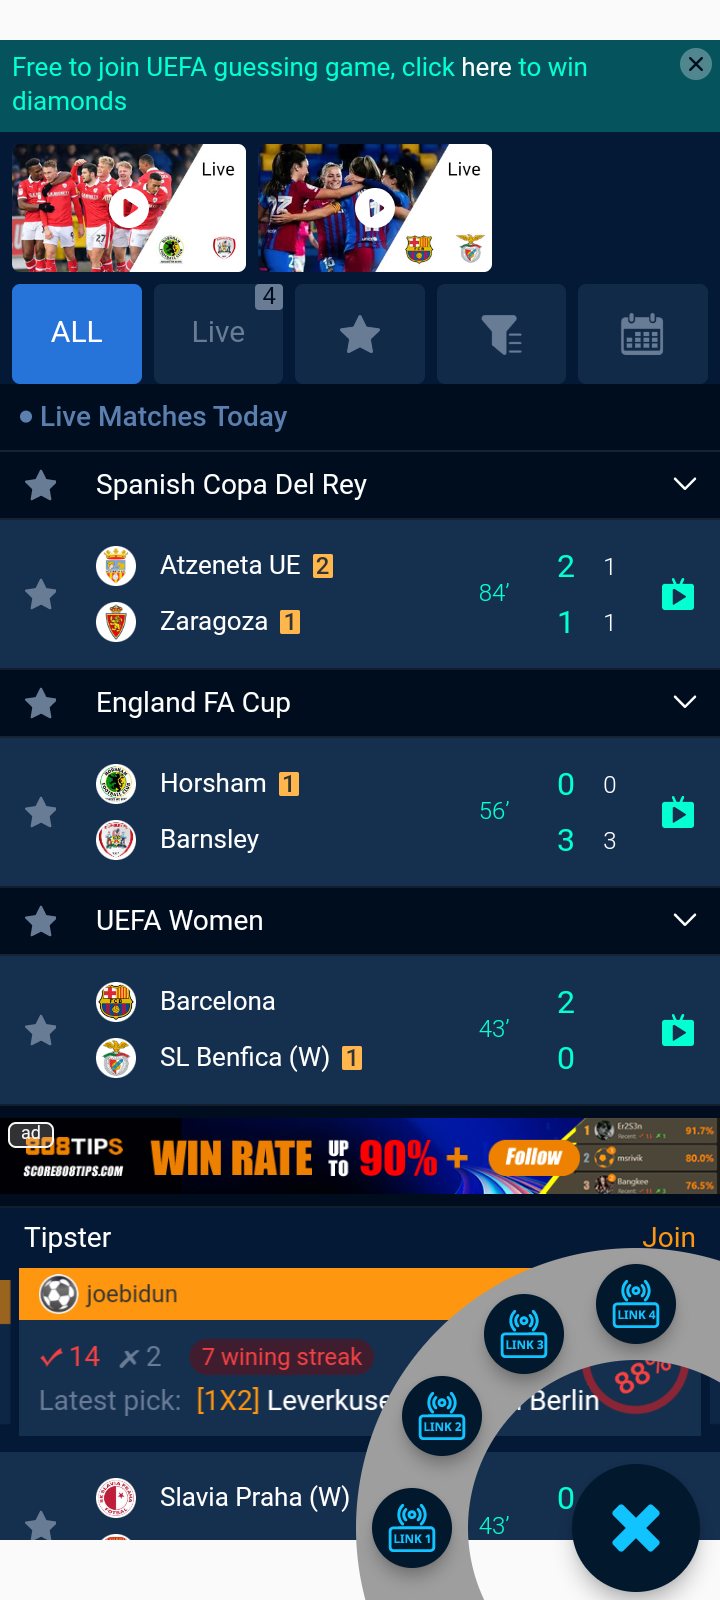 Free to join UEFA guessing game, click here to win
diamonds
Live
Live
27
ALL
Live
4
Live Matches Today
Spanish Copa Del Rey
Atzeneta UE 2
84'
2 1
Zaragoza 1
1 1
England FA Cup
Horsham 1
56'
0 0
Barnsley
3 3
UEFA Women
Barcelona
43'
2
SL Benfica (W) 1
0
ad
808TIPS
SCORE808TIPS.COM
WIN RATE UP TO 90% +
Follow
1 Er2S3n 91.7%
2 msrivik 80.0%
3 Bangkee 76.5%
Tipster
Join
joebidun
14 2 7 wining streak
88%
Latest pick: [1X2] Leverkuse
Berlin
LINK 4
LINK 3
LINK 2
LINK 1
Slavia Praha (W)
43'
0